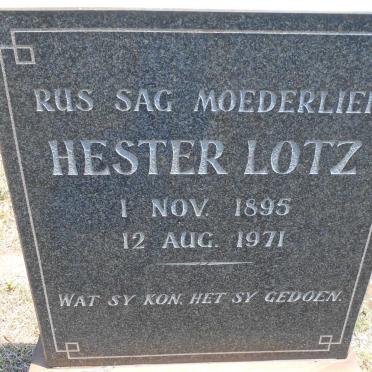 RUS SAG MOEDERLIEF
HESTER LOTZ
1 NOV. 1895
12 AUG. 1971
WAT SY KON, HET SY GEDOEN.